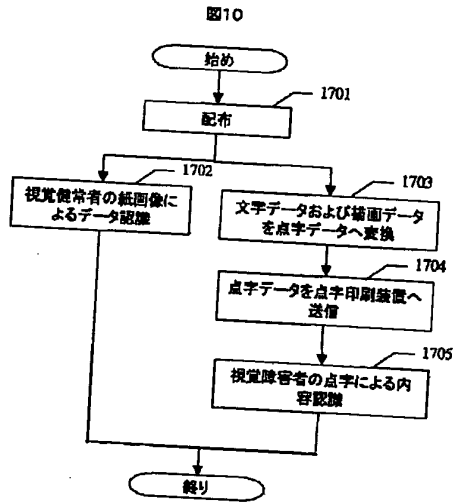 図10
始め
1701
配布
1702
視覚健常者の紙画像に
よるデータ認識
1703
文字データおよび描画データ
を点字データへ変換
1704
点字データを点字印刷装置へ
送信
1705
視覚障害者の点字による内
容認識
終り